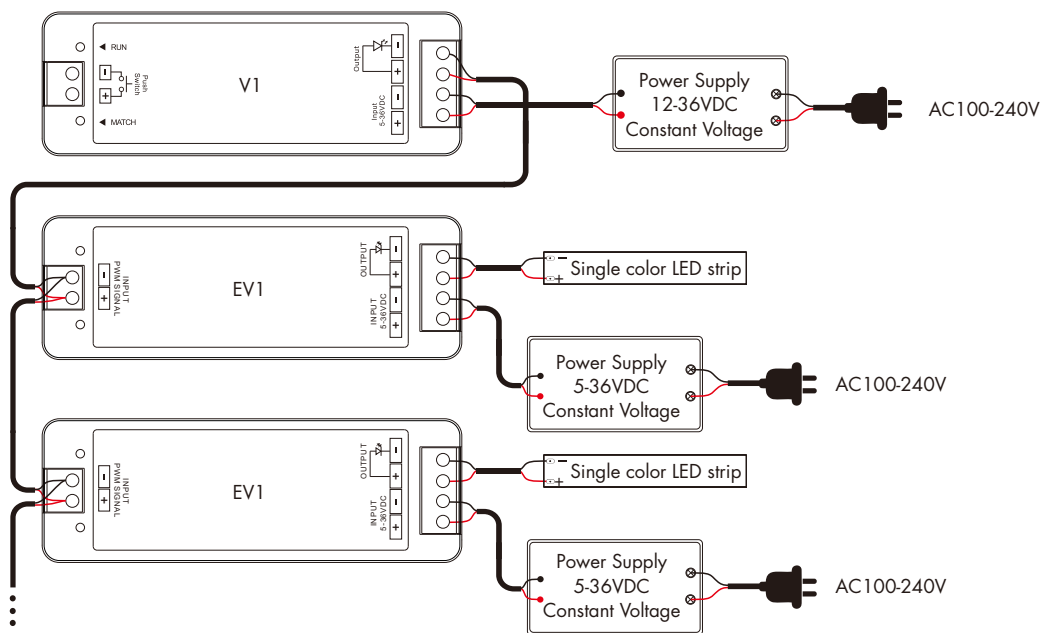 ◄ RUN
Push
Switch
◄ MATCH
V1
Output
Input
5-36VDC
Power Supply
12-36VDC
Constant Voltage
AC100-240V
INPUT
PWM SIGNAL
EV1
OUTPUT
INPUT
5-36VDC
Single color LED strip
Power Supply
5-36VDC
Constant Voltage
AC100-240V
INPUT
PWM SIGNAL
EV1
OUTPUT
INPUT
5-36VDC
Single color LED strip
Power Supply
5-36VDC
Constant Voltage
AC100-240V